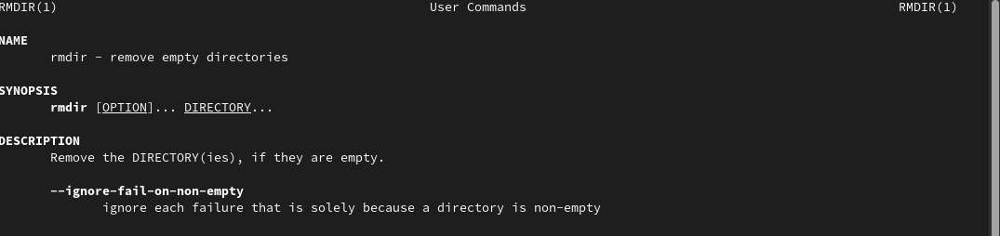 RMDIR(1) User Commands RMDIR(1)
NAME
rmdir - remove empty directories
SYNOPSIS
rmdir [OPTION]... DIRECTORY...
DESCRIPTION
Remove the DIRECTORY(ies), if they are empty.
--ignore-fail-on-non-empty
ignore each failure that is solely because a directory is non-empty